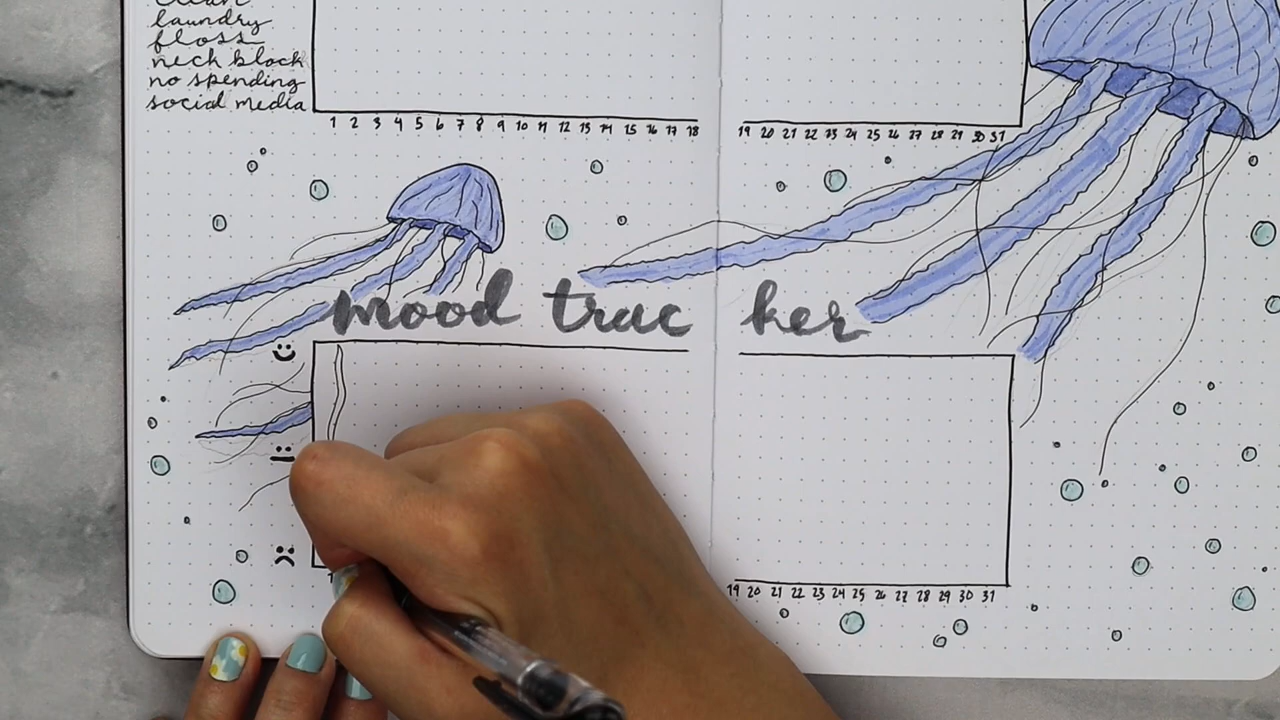 clean
laundry
floss
neck block
no spending
social media
1 2 3 4 5 6 7 8 9 10 11 12 13 14 15 16 17 18 19 20 21 22 23 24 25 26 27 28 29 30 31
mood trac ker
19 20 21 22 23 24 25 26 27 28 29 30 31